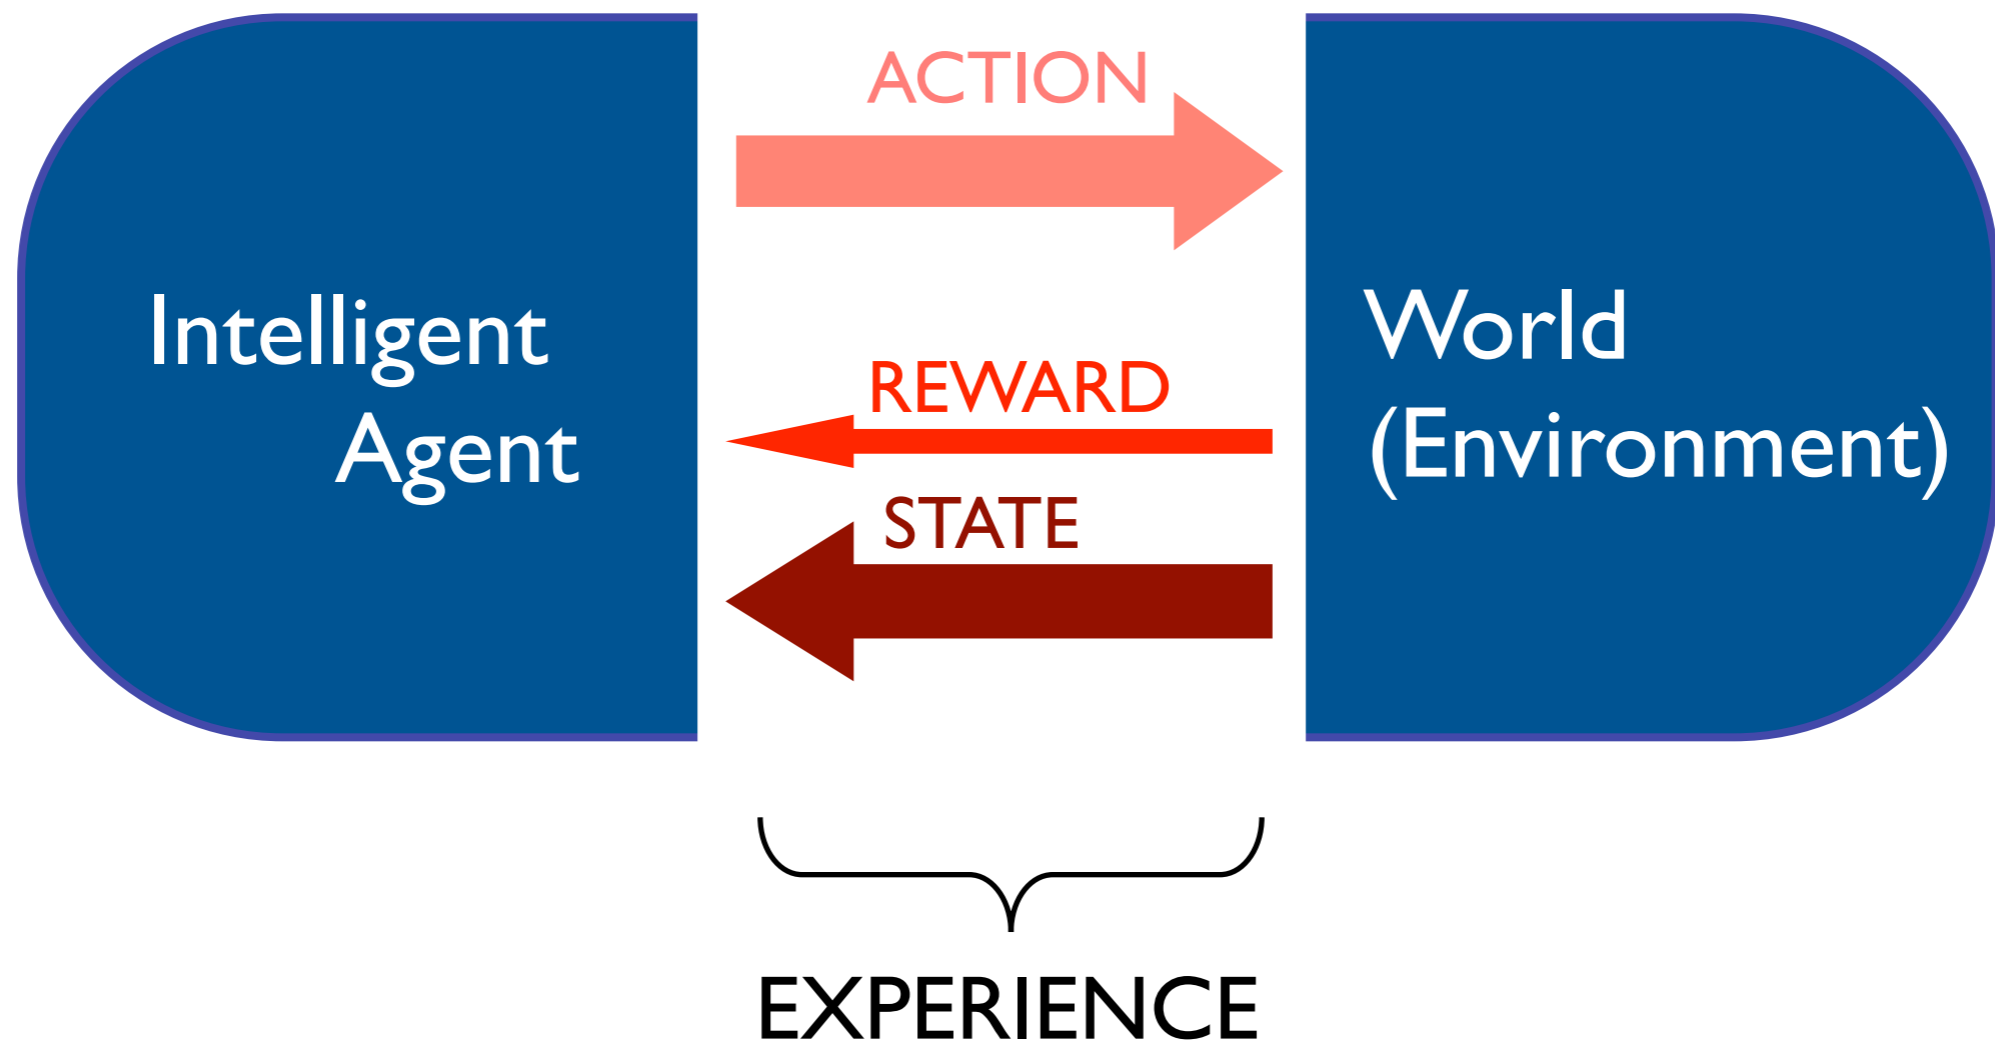 Intelligent
Agent
ACTION
REWARD
STATE
World
(Environment)
EXPERIENCE